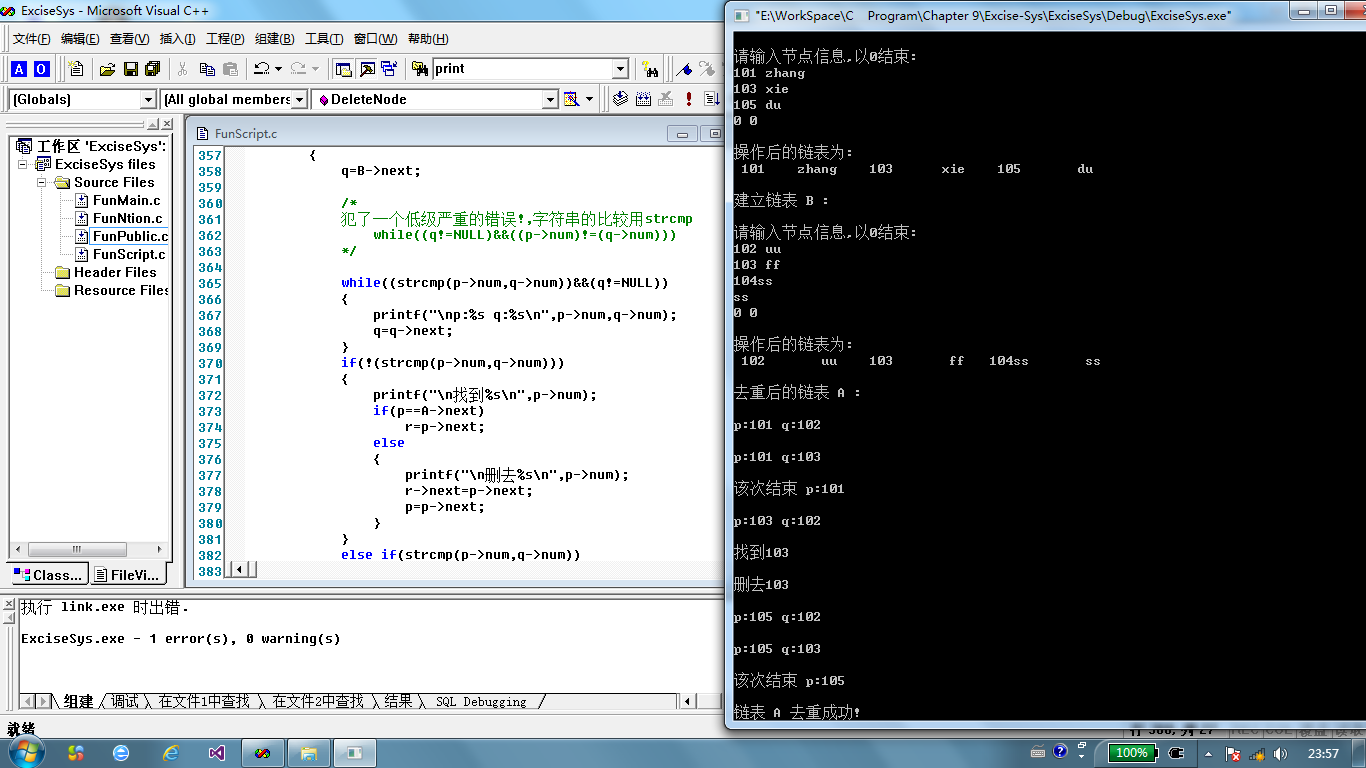 ExciseSys - Microsoft Visual C++
文件(F) 编辑(E) 查看(V) 插入(I) 工程(P) 组建(B) 工具(T) 窗口(W) 帮助(H)
A O print
(Globals) (All global members DeleteNode
工作区 'ExciseSys':
ExciseSys files
Source Files
FunMain.c
FunNtion.c
FunPublic.c
FunScript.c
Header Files
Resource Files
Class... FileVi...
FunScript.c
357 {
358 q=B->next;
359
360 /*
361 犯了一个低级严重的错误!,字符串的比较用strcmp
362 while((q!=NULL)&&((p->num)!=(q->num)))
363 */
364
365 while((strcmp(p->num,q->num))&&(q!=NULL))
366 {
367 printf("\np:%s q:%s\n",p->num,q->num);
368 q=q->next;
369 }
370 if(!(strcmp(p->num,q->num)))
371 {
372 printf("\n找到%s\n",p->num);
373 if(p==A->next)
374 r=p->next;
375 else
376 {
377 printf("\n删去%s\n",p->num);
378 r->next=p->next;
379 p=p->next;
380 }
381 }
382 else if(strcmp(p->num,q->num))
383
执行 link.exe 时出错.
ExciseSys.exe - 1 error(s), 0 warning(s)
组建 调试 在文件1中查找 在文件2中查找 结果 SQL Debugging
就绪
"E:\WorkSpace\C Program\Chapter 9\Excise-Sys\ExciseSys\Debug\ExciseSys.exe"
请输入节点信息,以0结束:
101 zhang
103 xie
105 du
0 0
操作后的链表为:
101 zhang 103 xie 105 du
建立链表 B :
请输入节点信息,以0结束:
102 uu
103 ff
104ss
ss
0 0
操作后的链表为:
102 uu 103 ff 104ss ss
去重后的链表 A :
p:101 q:102
p:101 q:103
该次结束 p:101
p:103 q:102
找到103
删去103
p:105 q:102
p:105 q:103
该次结束 p:105
链表 A 去重成功!
100% 23:57